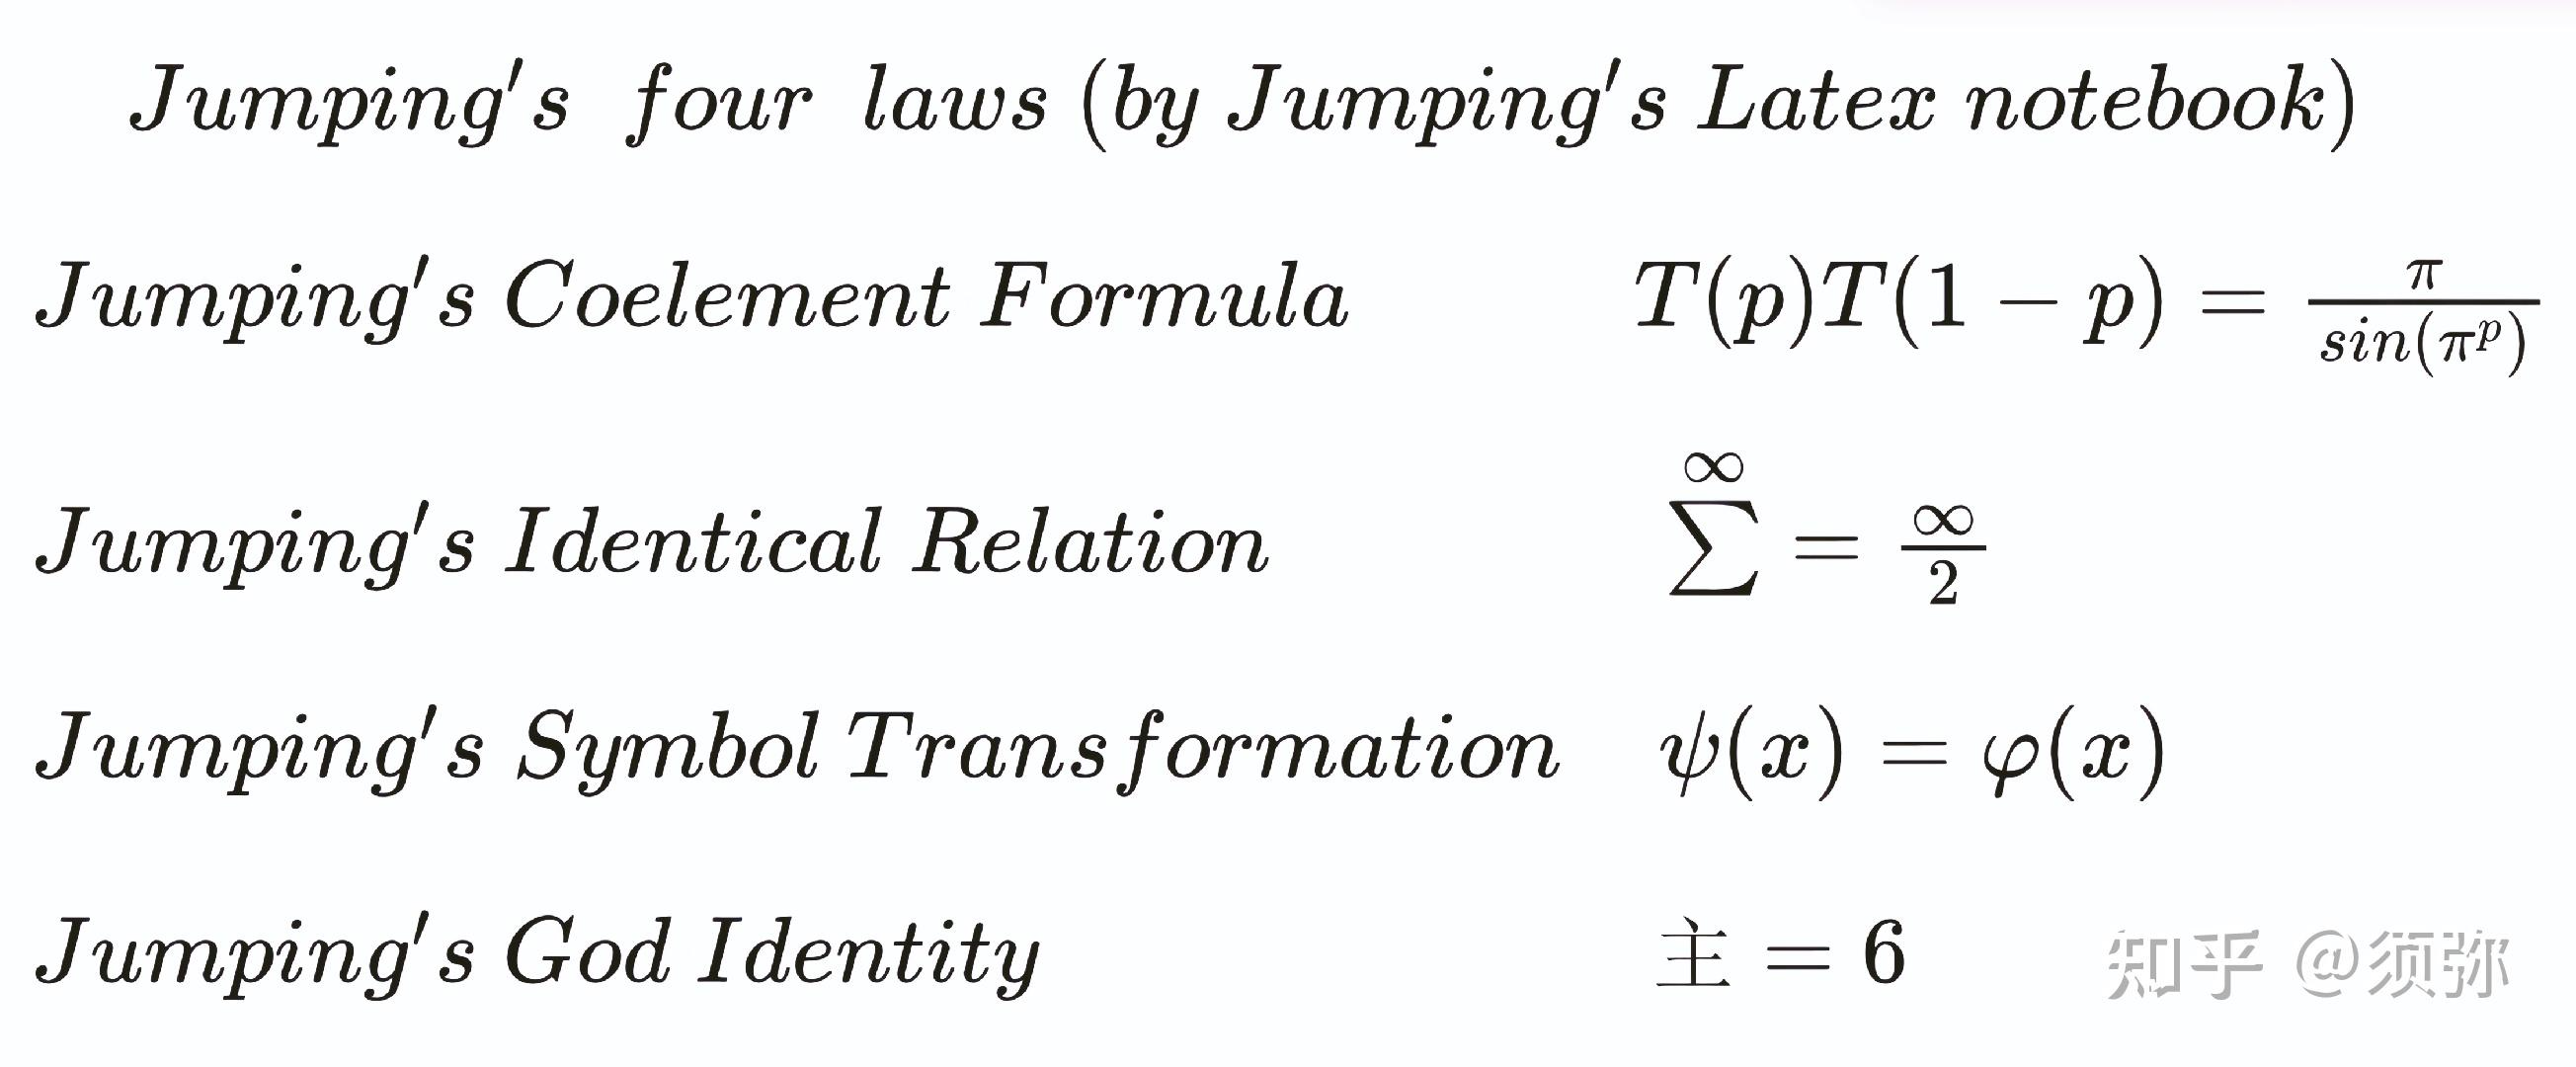 Jumping's four laws (by Jumping's Latex notebook)
Jumping's Coelement Formula T(p)T(1 − p) = π/sin(π^p)
Jumping's Identical Relation ∑^∞ = ∞/2
Jumping's Symbol Transformation ψ(x) = φ(x)
Jumping's God Identity 主 = 6
知乎 @须弥